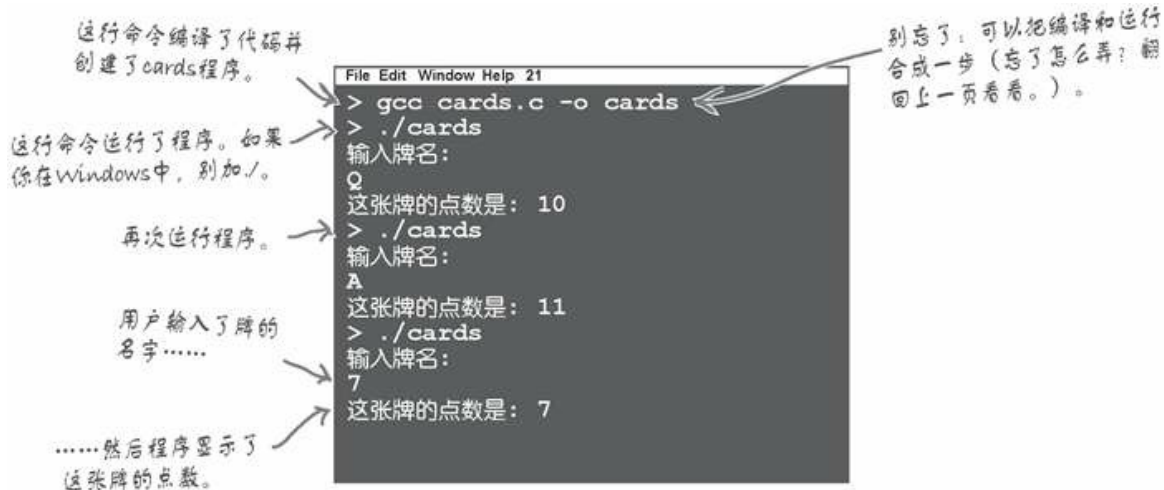 这行命令编译了代码并
创建了cards程序。
别忘了：可以把编译和运行
合成一步（忘了怎么弄？翻
回上一页看看。）。
这行命令运行了程序。如果
你在Windows中，别加./。
再次运行程序。
用户输入了牌的
名字……
……然后程序显示了
这张牌的点数。
File Edit Window Help 21
> gcc cards.c -o cards
> ./cards
输入牌名:
Q
这张牌的点数是: 10
> ./cards
输入牌名:
A
这张牌的点数是: 11
> ./cards
输入牌名:
7
这张牌的点数是: 7